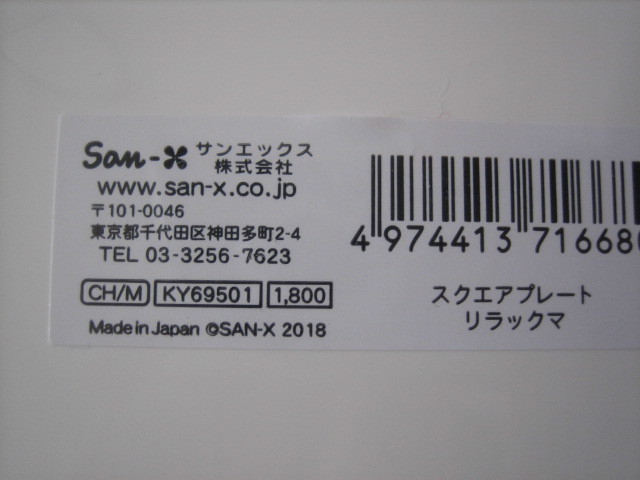 San-X サンエックス
株式会社
www.san-x.co.jp
〒101-0046
東京都千代田区神田多町2-4
TEL 03-3256-7623
CH/M KY69501 1,800
Made in Japan ©SAN-X 2018
4 974413 71668
スクエアプレート
リラックマ